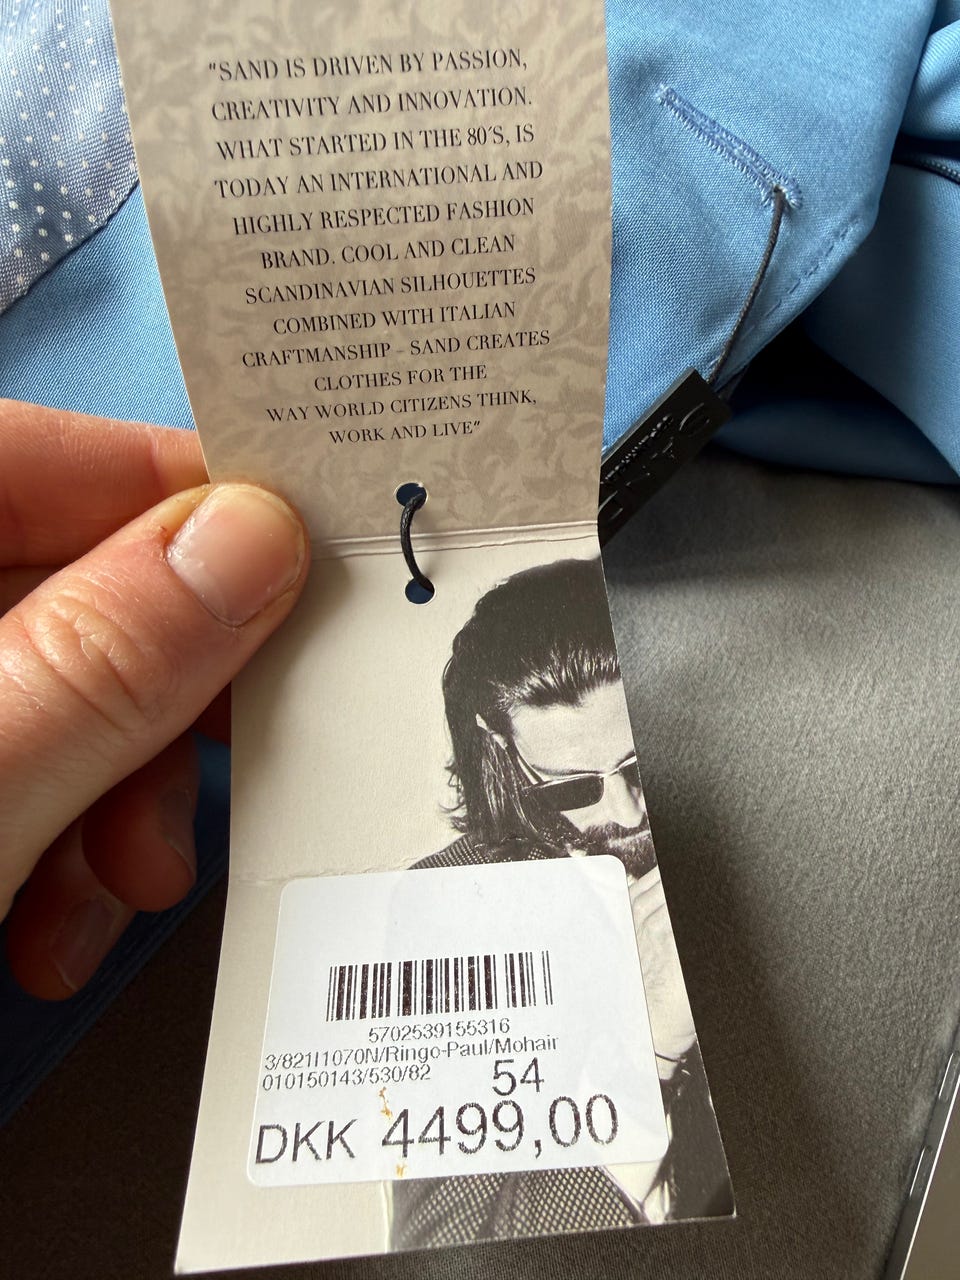 "SAND IS DRIVEN BY PASSION,
CREATIVITY AND INNOVATION.
WHAT STARTED IN THE 80'S, IS
TODAY AN INTERNATIONAL AND
HIGHLY RESPECTED FASHION
BRAND. COOL AND CLEAN
SCANDINAVIAN SILHOUETTES
COMBINED WITH ITALIAN
CRAFTMANSHIP - SAND CREATES
CLOTHES FOR THE
WAY WORLD CITIZENS THINK,
WORK AND LIVE"
5702539155316
3/821I1070N/Ringo-Paul/Mohair
010150143/530/82
54
DKK 4499,00